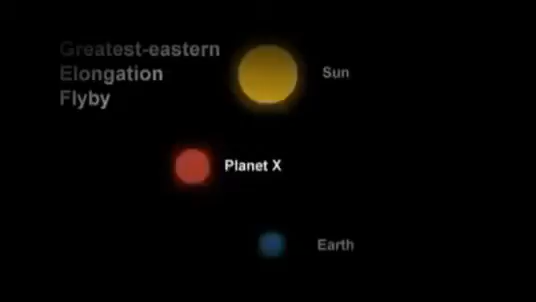 Greatest-eastern
Elongation
Flyby
Sun
Planet X
Earth